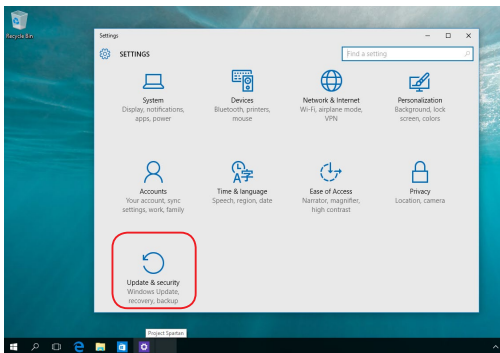 Recycle Bin
Settings
SETTINGS
Find a setting
System
Display, notifications,
apps, power
Devices
Bluetooth, printers,
mouse
Network & Internet
Wi-Fi, airplane mode,
VPN
Personalization
Background, lock
screen, colors
Accounts
Your account, sync
settings, work, family
Time & language
Speech, region, date
Ease of Access
Narrator, magnifier,
high contrast
Privacy
Location, camera
Update & security
Windows Update,
recovery, backup
Project Spartan